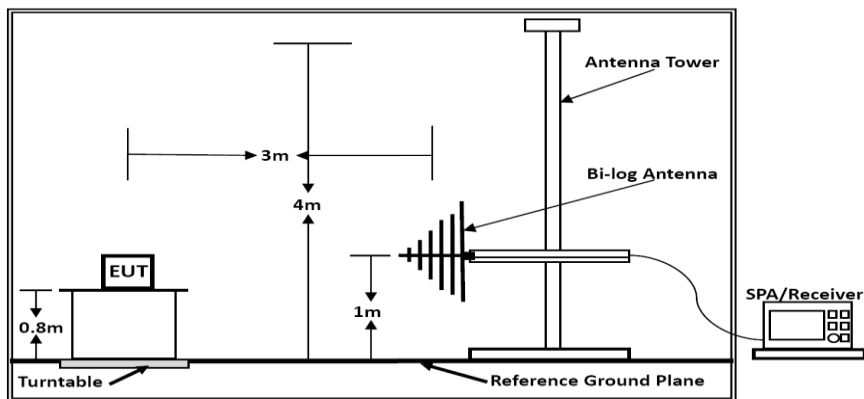 Antenna Tower
3m
Bi-log Antenna
4m
EUT
1m
0.8m
SPA/Receiver
Turntable
Reference Ground Plane